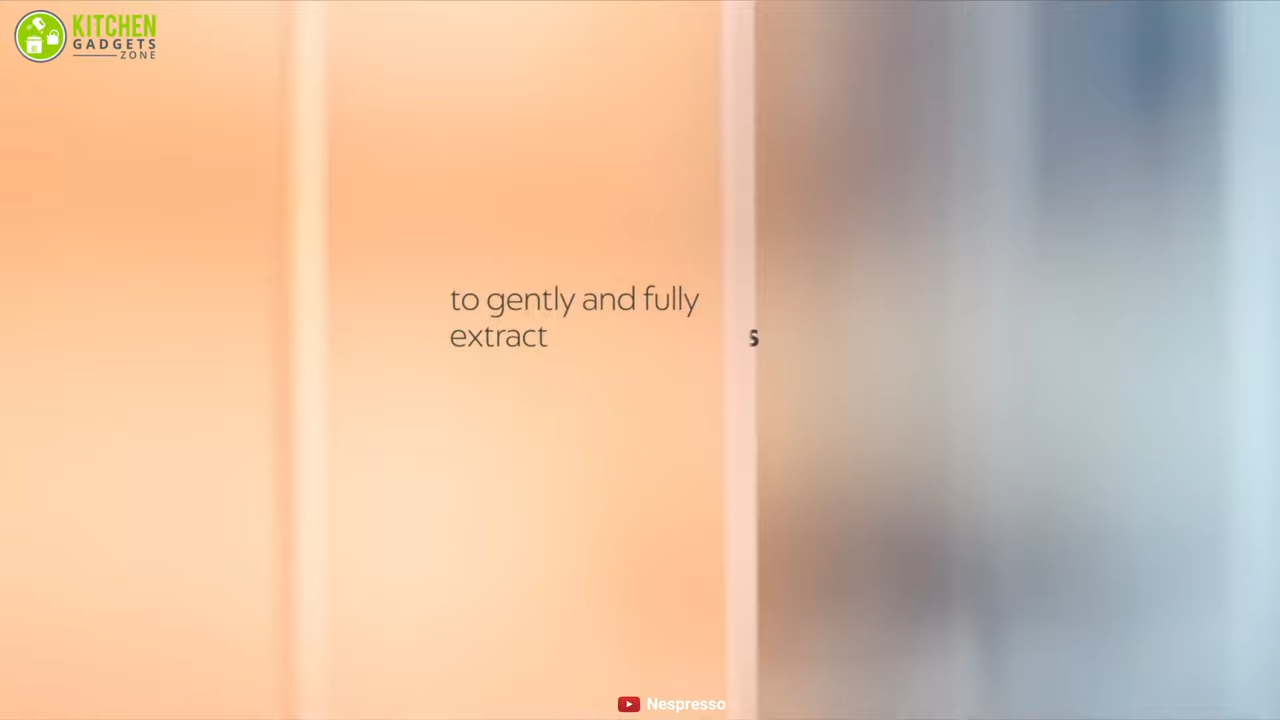 KITCHEN
GADGETS
ZONE
to gently and fully
extract s
Nespresso